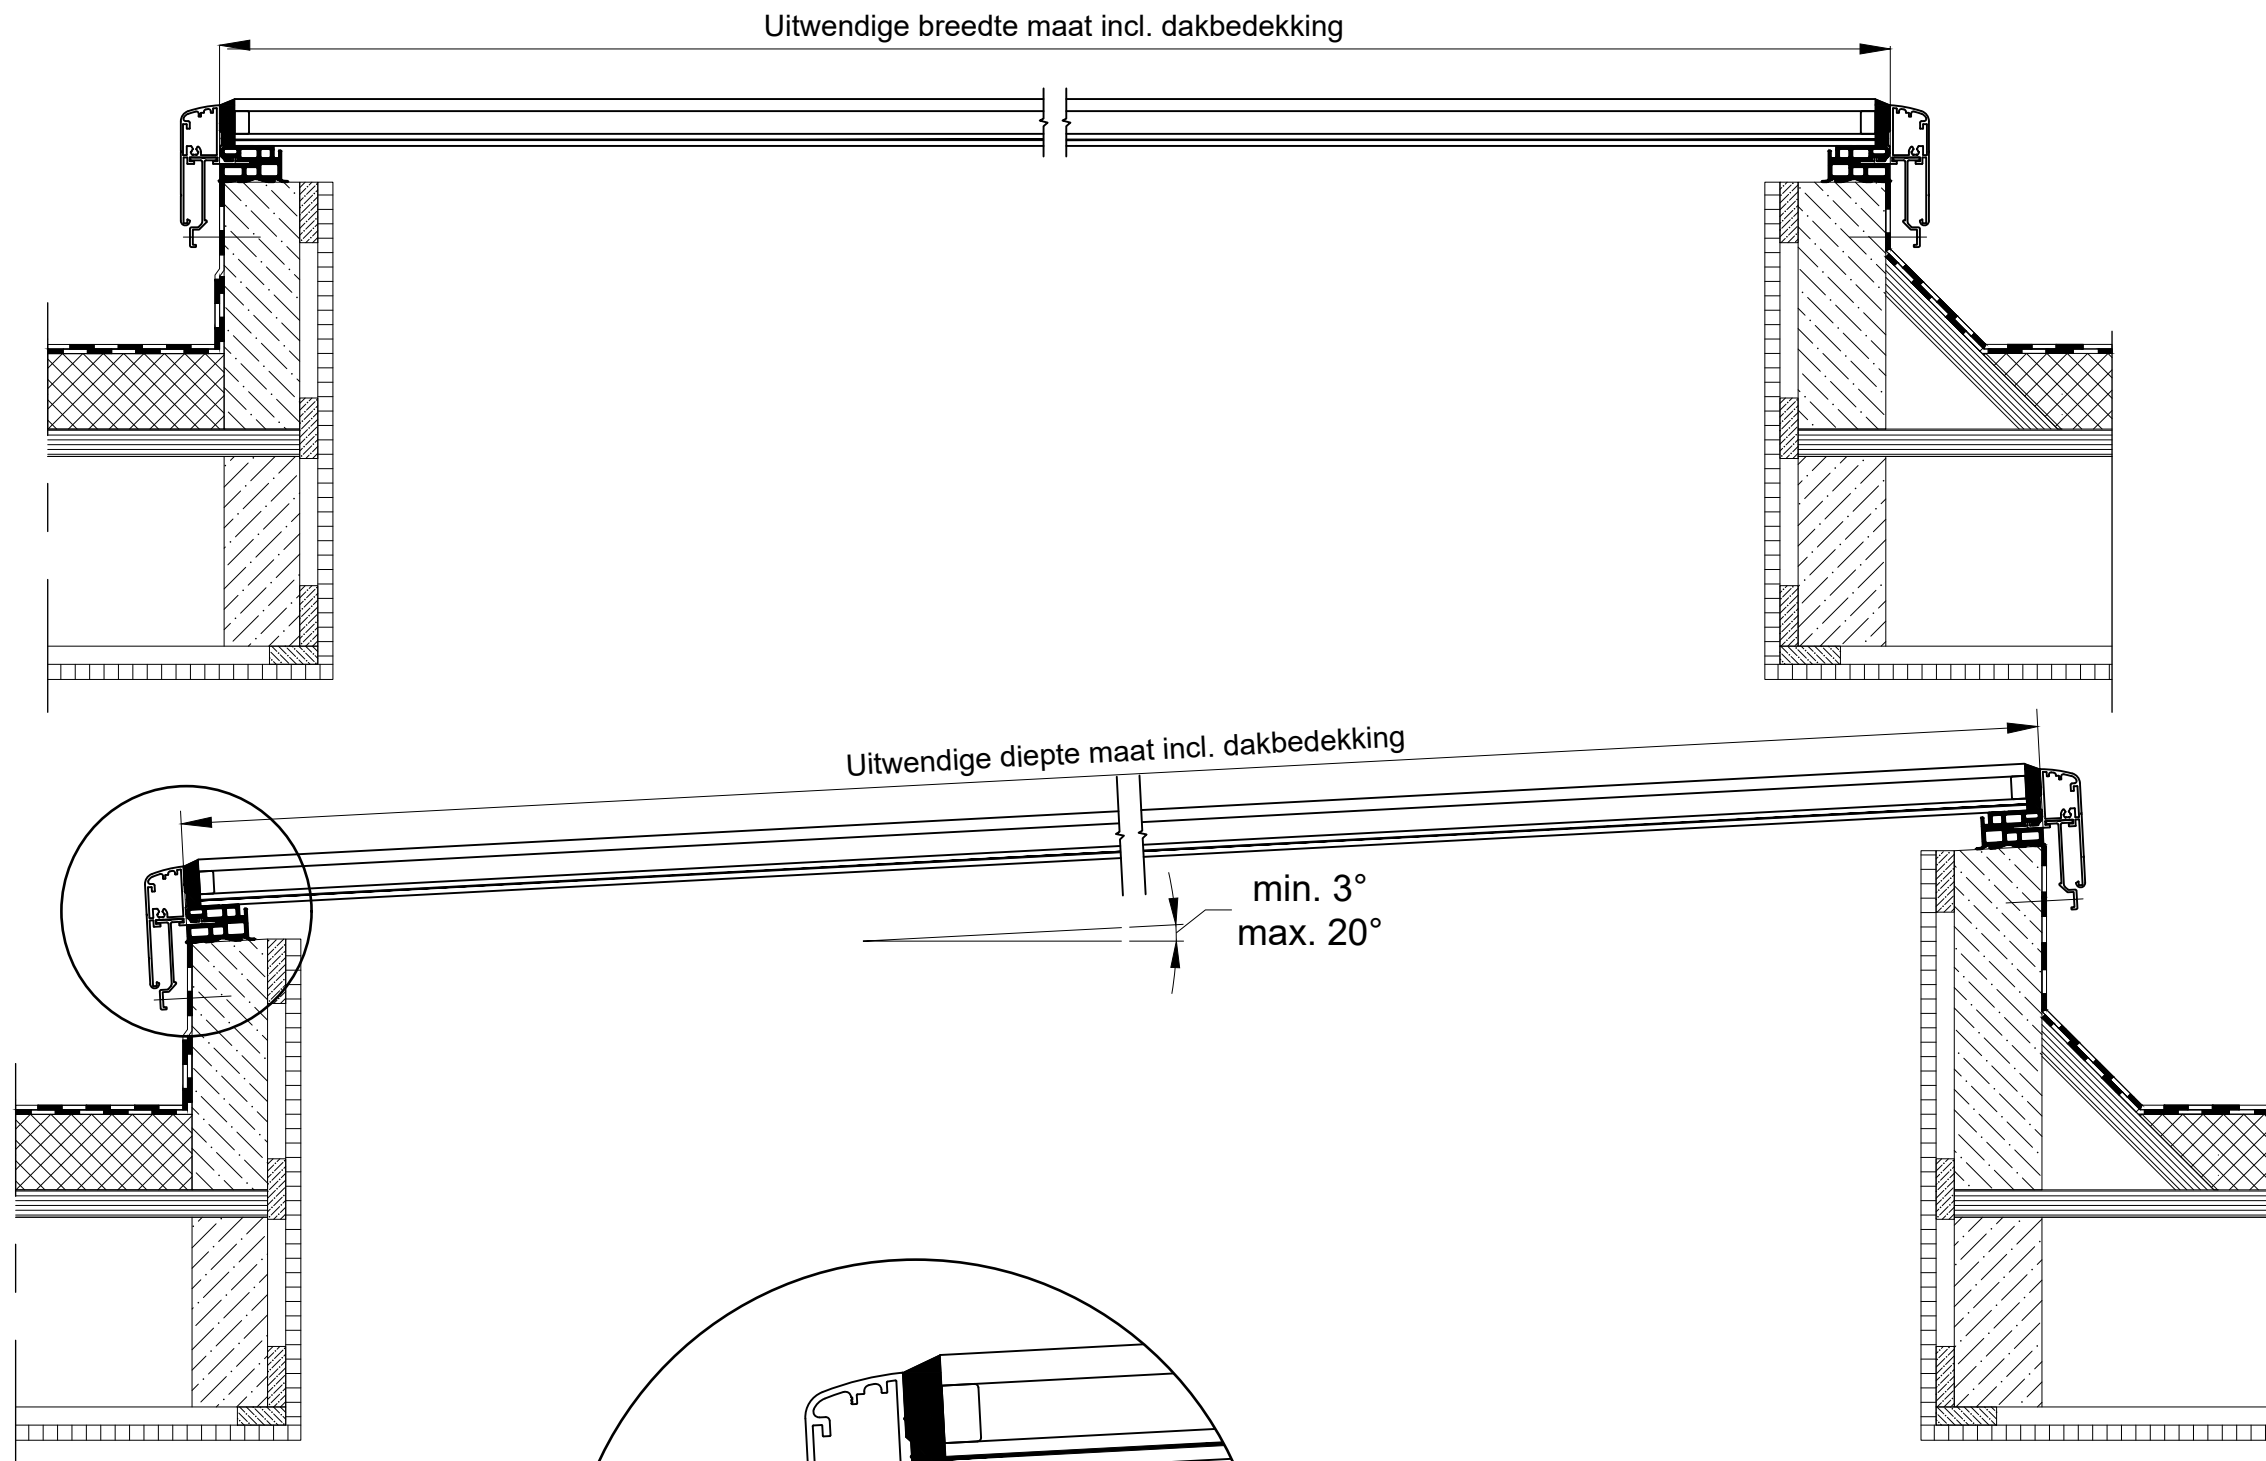 Uitwendige breedte maat incl. dakbedekking
Uitwendige diepte maat incl. dakbedekking
min. 3°
max. 20°